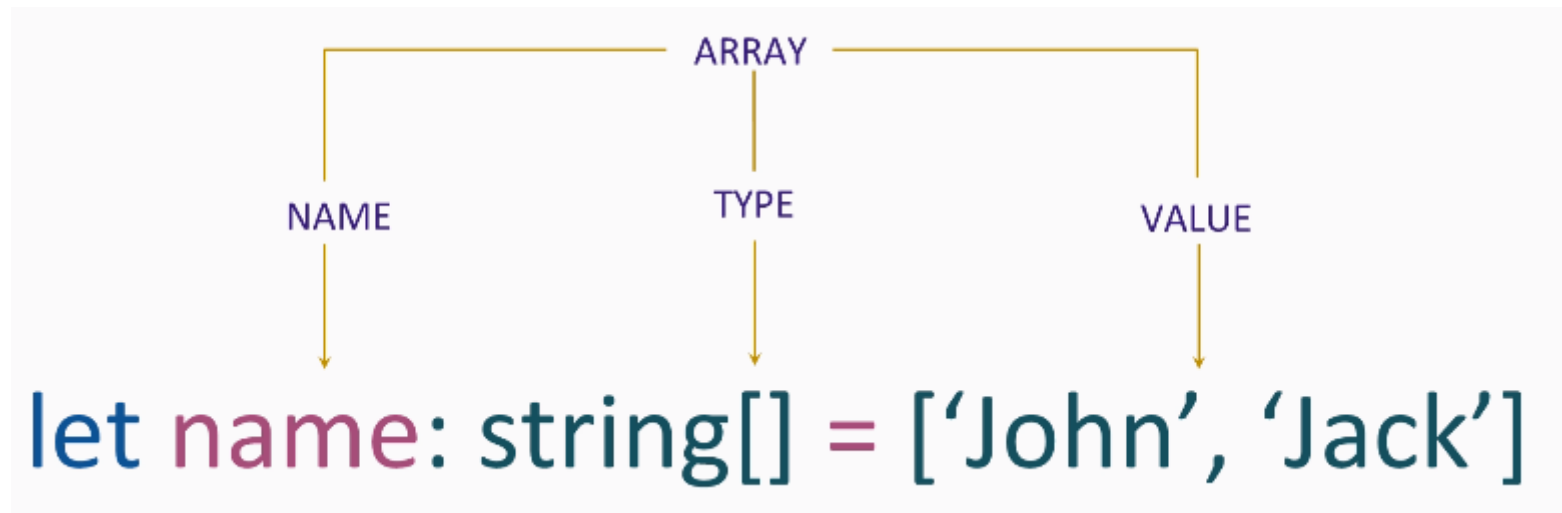 ARRAY
NAME TYPE VALUE
let name: string[] = [‘John’, ‘Jack’]